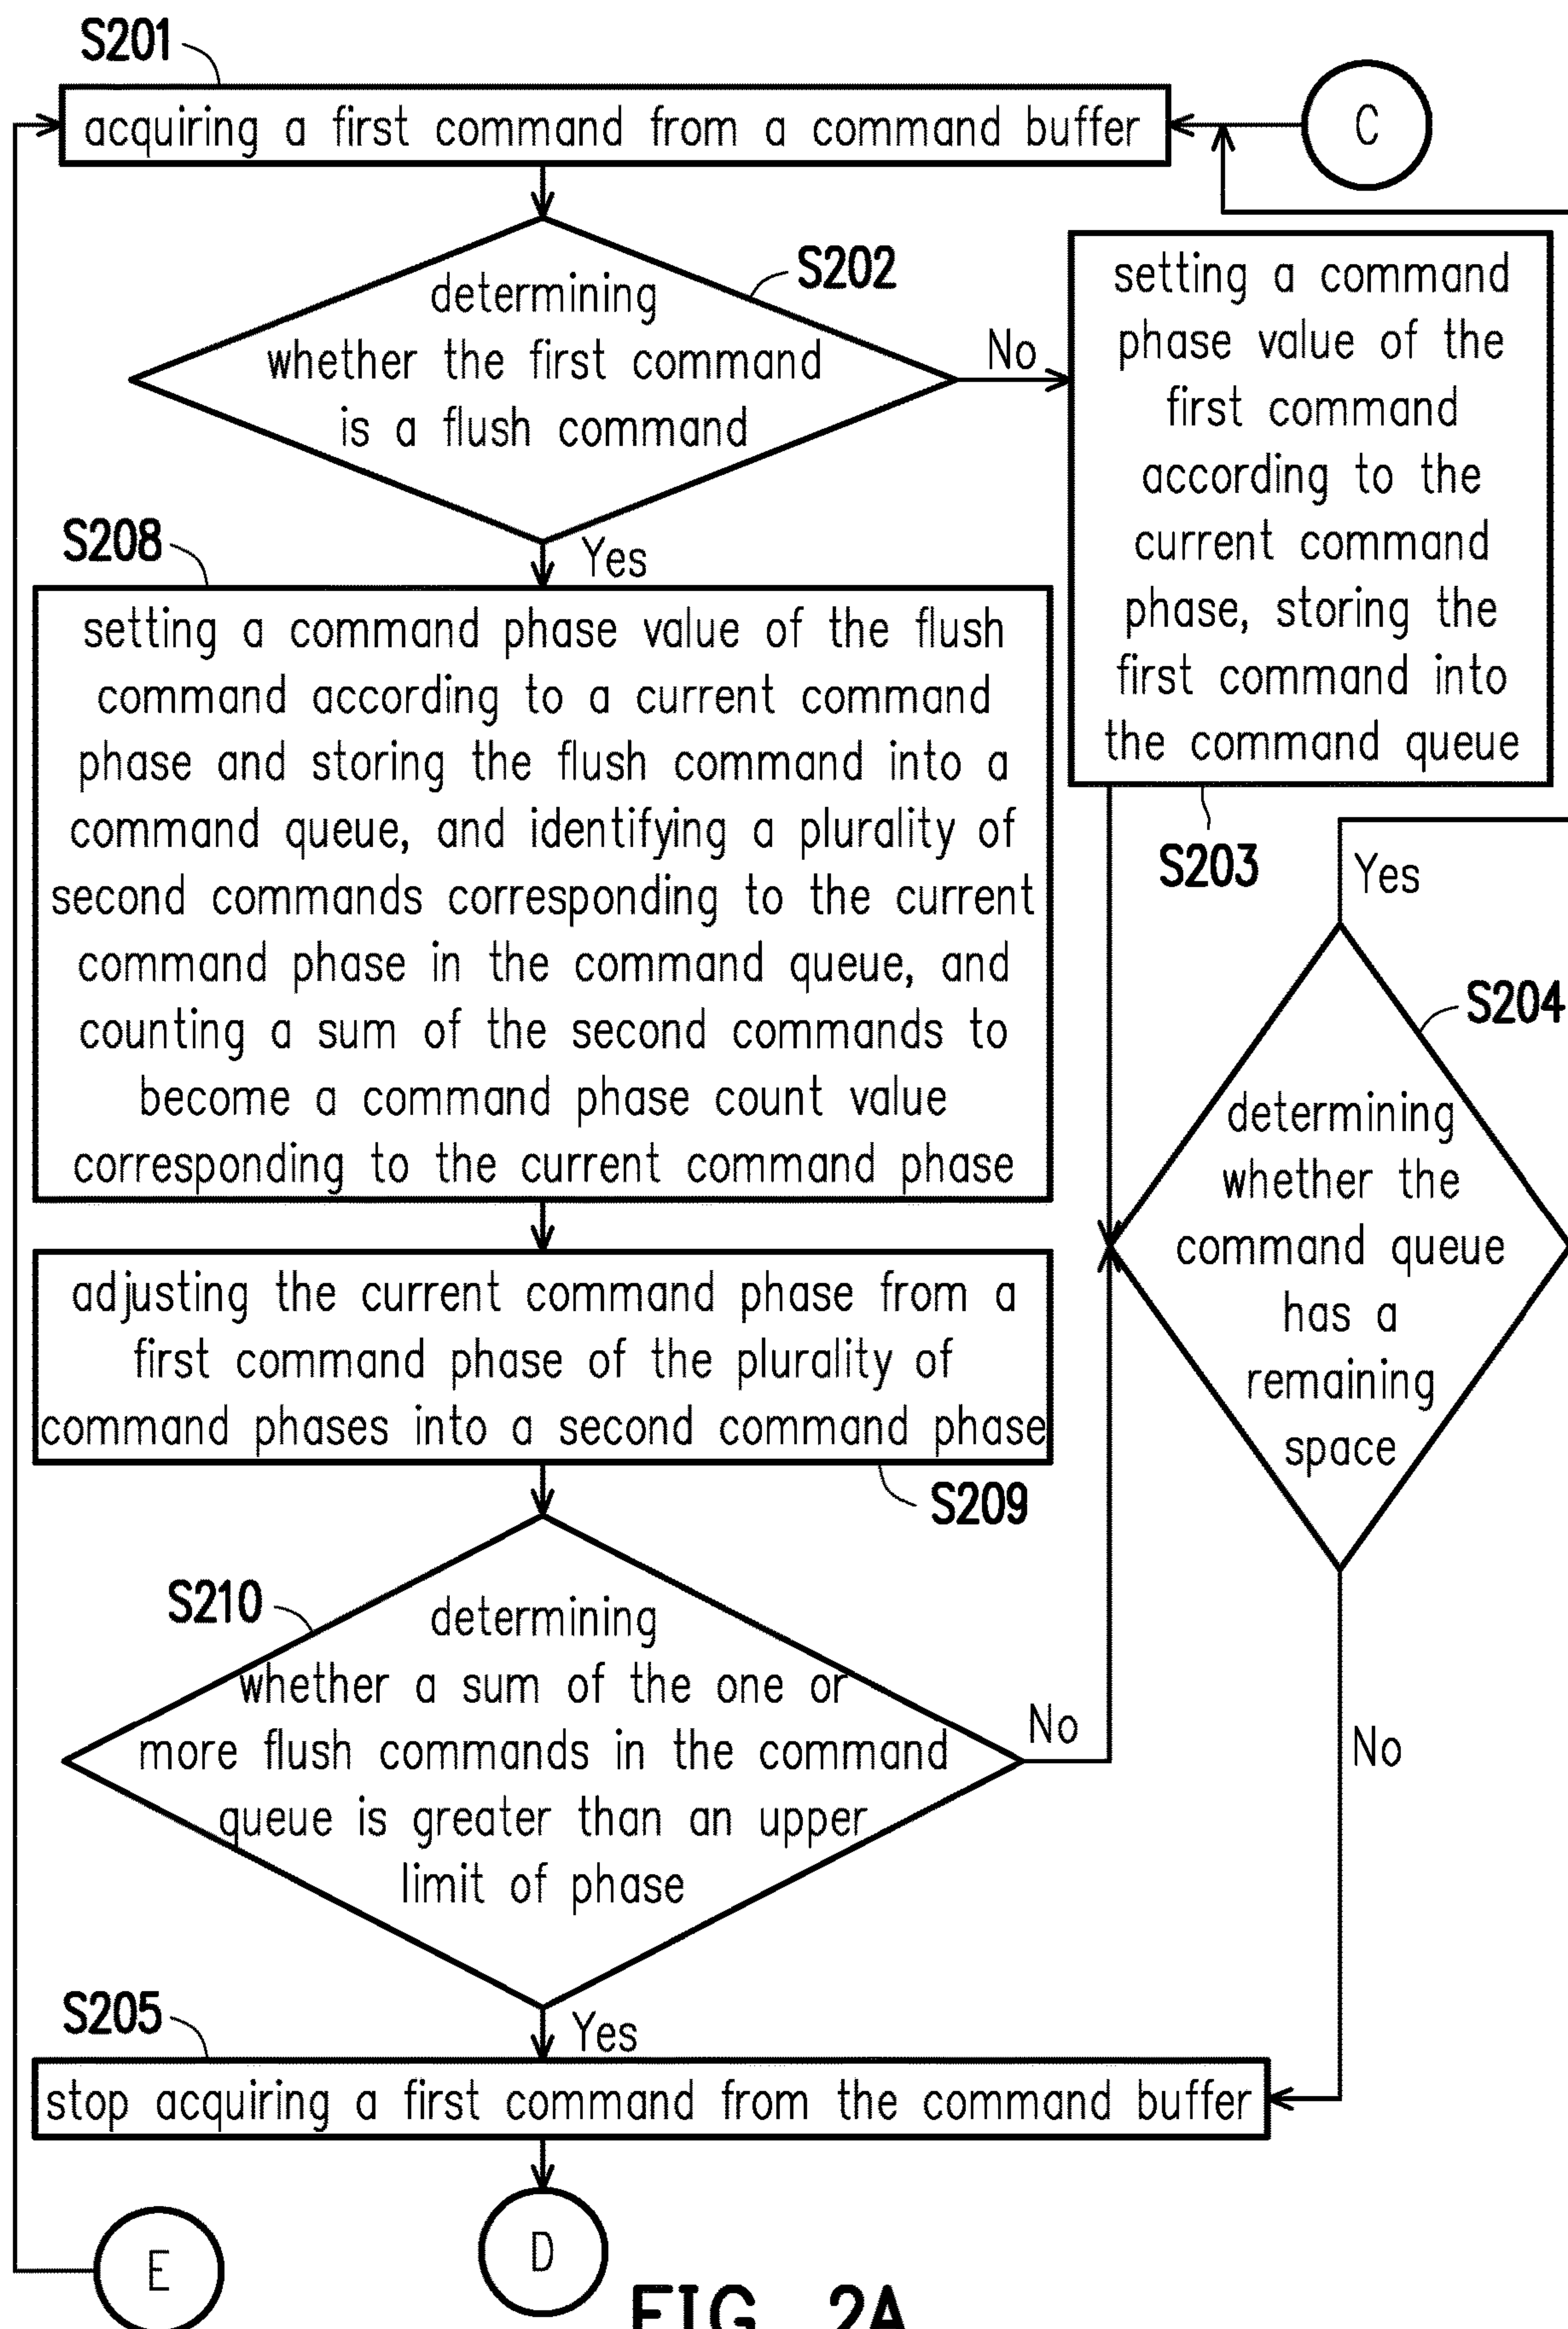 S201
acquiring a first command from a command buffer
C
S202
determining
whether the first command
is a flush command
No
Yes
setting a command
phase value of the
first command
according to the
current command
phase, storing the
first command into
the command queue
S203
S208
setting a command phase value of the flush
command according to a current command
phase and storing the flush command into a
command queue, and identifying a plurality of
second commands corresponding to the current
command phase in the command queue, and
counting a sum of the second commands to
become a command phase count value
corresponding to the current command phase
Yes
S204
determining
whether the
command queue
has a
remaining
space
No
adjusting the current command phase from a
first command phase of the plurality of
command phases into a second command phase
S209
S210
determining
whether a sum of the one or
more flush commands in the command
queue is greater than an upper
limit of phase
No
Yes
S205
stop acquiring a first command from the command buffer
E
D
FIG. 2A